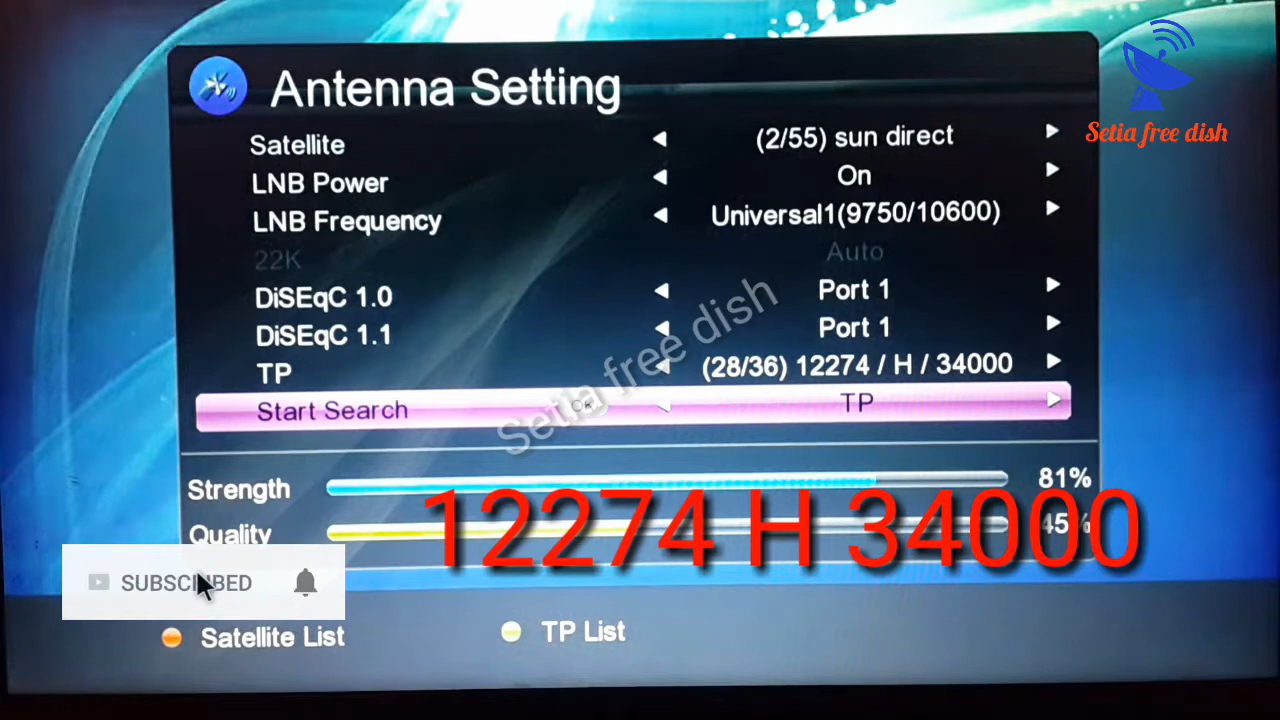 Antenna Setting
Setia free dish
Satellite (2/55) sun direct
LNB Power On
LNB Frequency Universal1(9750/10600)
22K Auto
DiSEqC 1.0 Port 1
DiSEqC 1.1 Port 1
TP (28/36) 12274 / H / 34000
Start Search OK TP
Setia free dish
Strength 81%
Quality 45%
12274 H 34000
SUBSCRIBED
Satellite List TP List